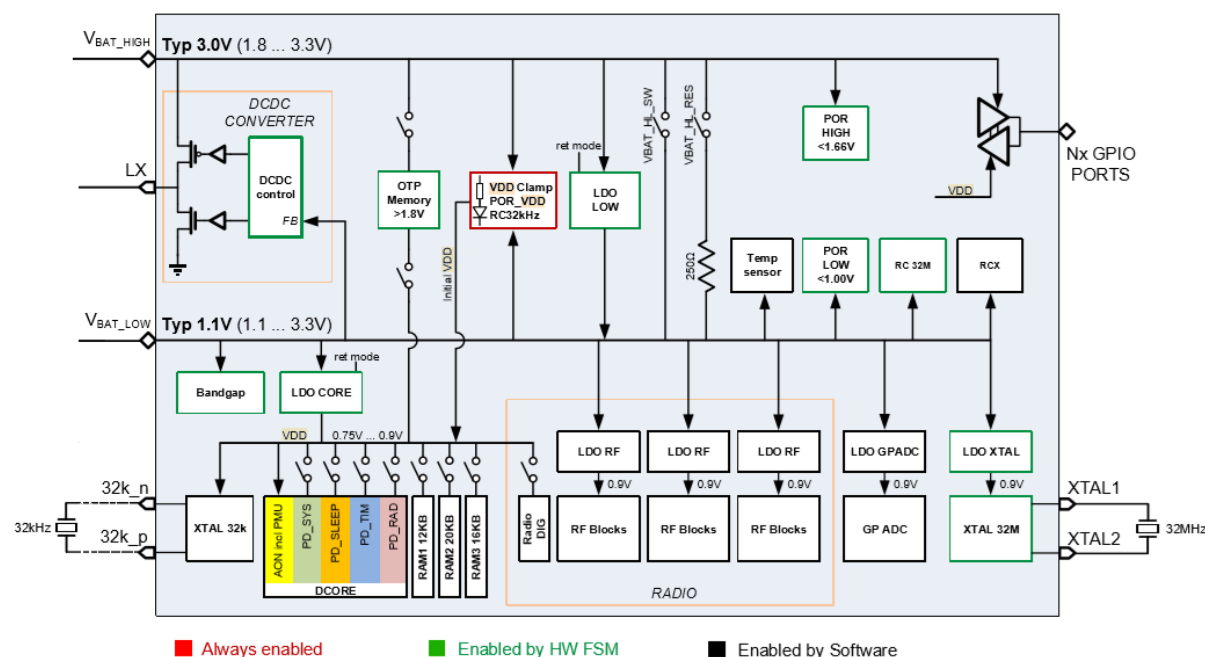 V BAT_HIGH
Typ 3.0V (1.8 ... 3.3V)
DCDC
CONVERTER
DCDC
control
FB
LX
OTP
Memory
>1.8V
VDD Clamp
POR_VDD
RC32kHz
Initial VDD
ret mode
LDO
LOW
VBAT_HL_SW
VBAT_HL_RES
250Ω
POR
HIGH
<1.66V
VDD
Nx GPIO
PORTS
Temp
sensor
POR
LOW
<1.00V
RC 32M
RCX
V BAT_LOW
Typ 1.1V (1.1 ... 3.3V)
Bandgap
ret mode
LDO CORE
VDD
0.75V ... 0.9V
LDO RF
LDO RF
LDO RF
LDO GPADC
LDO XTAL
0.9V
0.9V
0.9V
0.9V
0.9V
32kHz
32k_n
32k_p
XTAL 32k
AON incl PMU
PD_SYS
PD_SLEEP
PD_TIM
PD_RAD
DCORE
RAM1 12KB
RAM2 20KB
RAM3 16KB
Radio
DIG
RF Blocks
RF Blocks
RF Blocks
RADIO
GP ADC
XTAL 32M
XTAL1
XTAL2
32MHz
Always enabled
Enabled by HW FSM
Enabled by Software